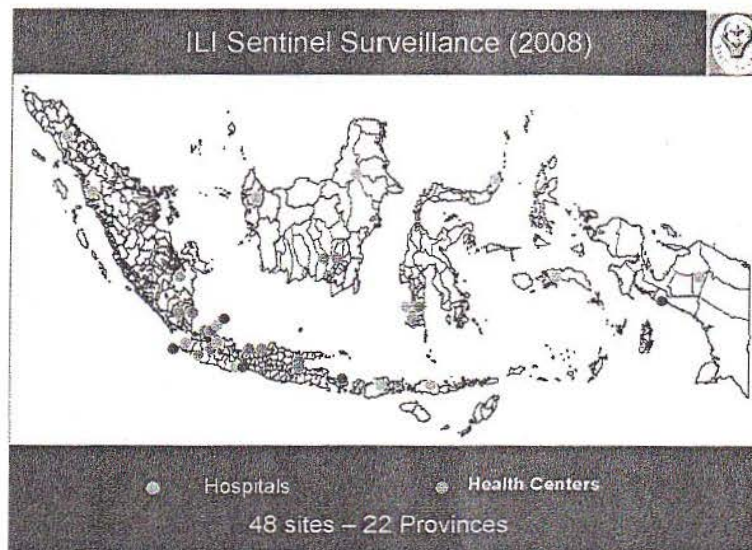 ILI Sentinel Surveillance (2008)
Hospitals
Health Centers
48 sites – 22 Provinces